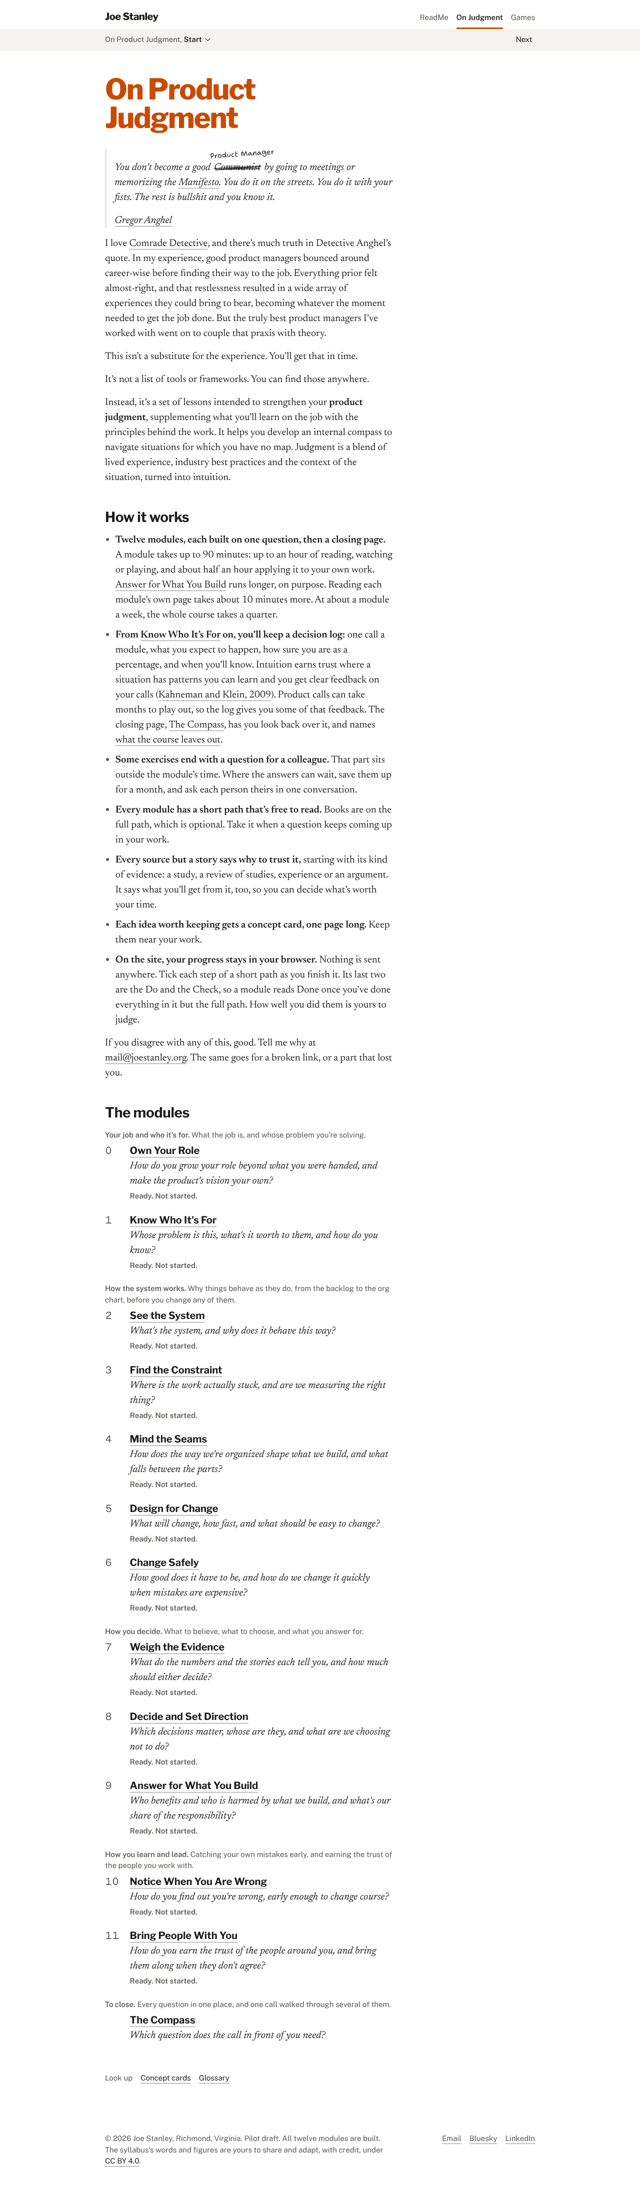 Joe Stanley
ReadMe On Judgment Games
On Product Judgment, Start
Next
On Product
Judgment
Product Manager
You don't become a good Communist by going to meetings or
memorizing the Manifesto. You do it on the streets. You do it with your
fists. The rest is bullshit and you know it.
Gregor Anghel
I love Comrade Detective, and there's much truth in Detective Anghel's
quote. In my experience, good product managers bounced around
career-wise before finding their way to the job. Everything prior felt
almost-right, and that restlessness resulted in a wide array of
experiences they could bring to bear, becoming whatever the moment
needed to get the job done. But the truly best product managers I've
worked with went on to couple that praxis with theory.
This isn't a substitute for the experience. You'll get that in time.
It's not a list of tools or frameworks. You can find those anywhere.
Instead, it's a set of lessons intended to strengthen your product
judgment, supplementing what you'll learn on the job with the
principles behind the work. It helps you develop an internal compass to
navigate situations for which you have no map. Judgment is a blend of
lived experience, industry best practices and the context of the
situation, turned into intuition.
How it works
Twelve modules, each built on one question, then a closing page.
A module takes up to 90 minutes: up to an hour of reading, watching
or playing, and about half an hour applying it to your own work.
Answer for What You Build runs longer, on purpose. Reading each
module's own page takes about 10 minutes more. At about a module
a week, the whole course takes a quarter.
From Know Who It's For on, you'll keep a decision log: one call a
module, what you expect to happen, how sure you are as a
percentage, and when you'll know. Intuition earns trust where a
situation has patterns you can learn and you get clear feedback on
your calls (Kahneman and Klein, 2009). Product calls can take
months to play out, so the log gives you some of that feedback. The
closing page, The Compass, has you look back over it, and names
what the course leaves out.
Some exercises end with a question for a colleague. That part sits
outside the module's time. Where the answers can wait, save them up
for a month, and ask each person theirs in one conversation.
Every module has a short path that's free to read. Books are on the
full path, which is optional. Take it when a question keeps coming up
in your work.
Every source but a story says why to trust it, starting with its kind
of evidence: a study, a review of studies, experience or an argument.
It says what you'll get from it, too, so you can decide what's worth
your time.
Each idea worth keeping gets a concept card, one page long. Keep
them near your work.
On the site, your progress stays in your browser. Nothing is sent
anywhere. Tick each step of a short path as you finish it. Its last two
are the Do and the Check, so a module reads Done once you've done
everything in it but the full path. How well you did them is yours to
judge.
If you disagree with any of this, good. Tell me why at
mail@joestanley.org. The same goes for a broken link, or a part that lost
you.
The modules
Your job and who it's for. What the job is, and whose problem you're solving.
0 Own Your Role
How do you grow your role beyond what you were handed, and
make the product's vision your own?
Ready. Not started.
1 Know Who It's For
Whose problem is this, what's it worth to them, and how do you
know?
Ready. Not started.
How the system works. Why things behave as they do, from the backlog to the org
chart, before you change any of them.
2 See the System
What's the system, and why does it behave this way?
Ready. Not started.
3 Find the Constraint
Where is the work actually stuck, and are we measuring the right
thing?
Ready. Not started.
4 Mind the Seams
How does the way we're organized shape what we build, and what
falls between the parts?
Ready. Not started.
5 Design for Change
What will change, how fast, and what should be easy to change?
Ready. Not started.
6 Change Safely
How good does it have to be, and how do we change it quickly
when mistakes are expensive?
Ready. Not started.
How you decide. What to believe, what to choose, and what you answer for.
7 Weigh the Evidence
What do the numbers and the stories each tell you, and how much
should either decide?
Ready. Not started.
8 Decide and Set Direction
Which decisions matter, whose are they, and what are we choosing
not to do?
Ready. Not started.
9 Answer for What You Build
Who benefits and who is harmed by what we build, and what's our
share of the responsibility?
Ready. Not started.
How you learn and lead. Catching your own mistakes early, and earning the trust of
the people you work with.
10 Notice When You Are Wrong
How do you find out you're wrong, early enough to change course?
Ready. Not started.
11 Bring People With You
How do you earn the trust of the people around you, and bring
them along when they don't agree?
Ready. Not started.
To close. Every question in one place, and one call walked through several of them.
The Compass
Which question does the call in front of you need?
Look up Concept cards Glossary
© 2026 Joe Stanley, Richmond, Virginia. Pilot draft. All twelve modules are built.
The syllabus's words and figures are yours to share and adapt, with credit, under
CC BY 4.0.
Email Bluesky LinkedIn